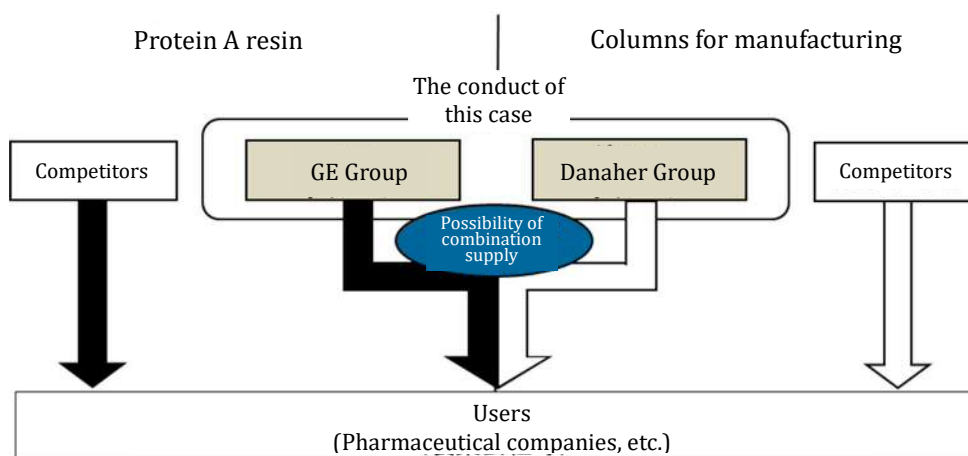 Protein A resin
Columns for manufacturing
The conduct of
this case
Competitors
GE Group
Danaher Group
Competitors
Possibility of
combination
supply
Users
(Pharmaceutical companies, etc.)